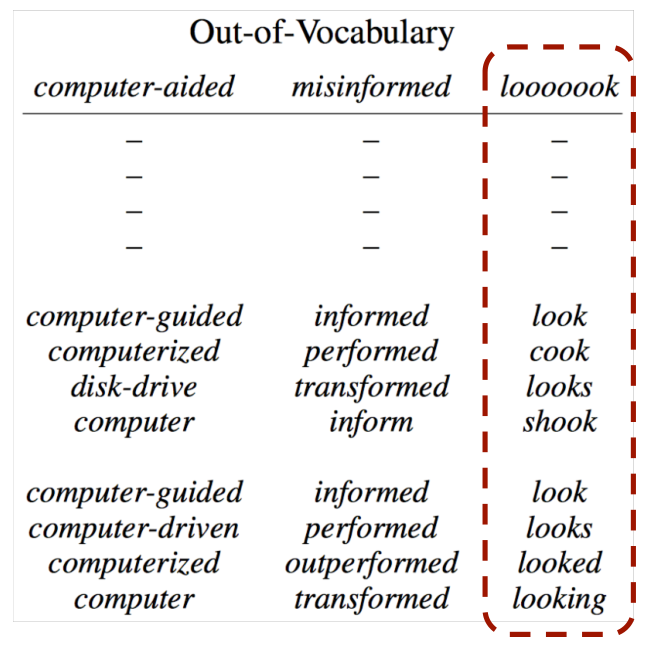 Out-of-Vocabulary
computer-aided misinformed looooook
– – –
– – –
– – –
– – –
computer-guided informed look
computerized performed cook
disk-drive transformed looks
computer inform shook
computer-guided informed look
computer-driven performed looks
computerized outperformed looked
computer transformed looking